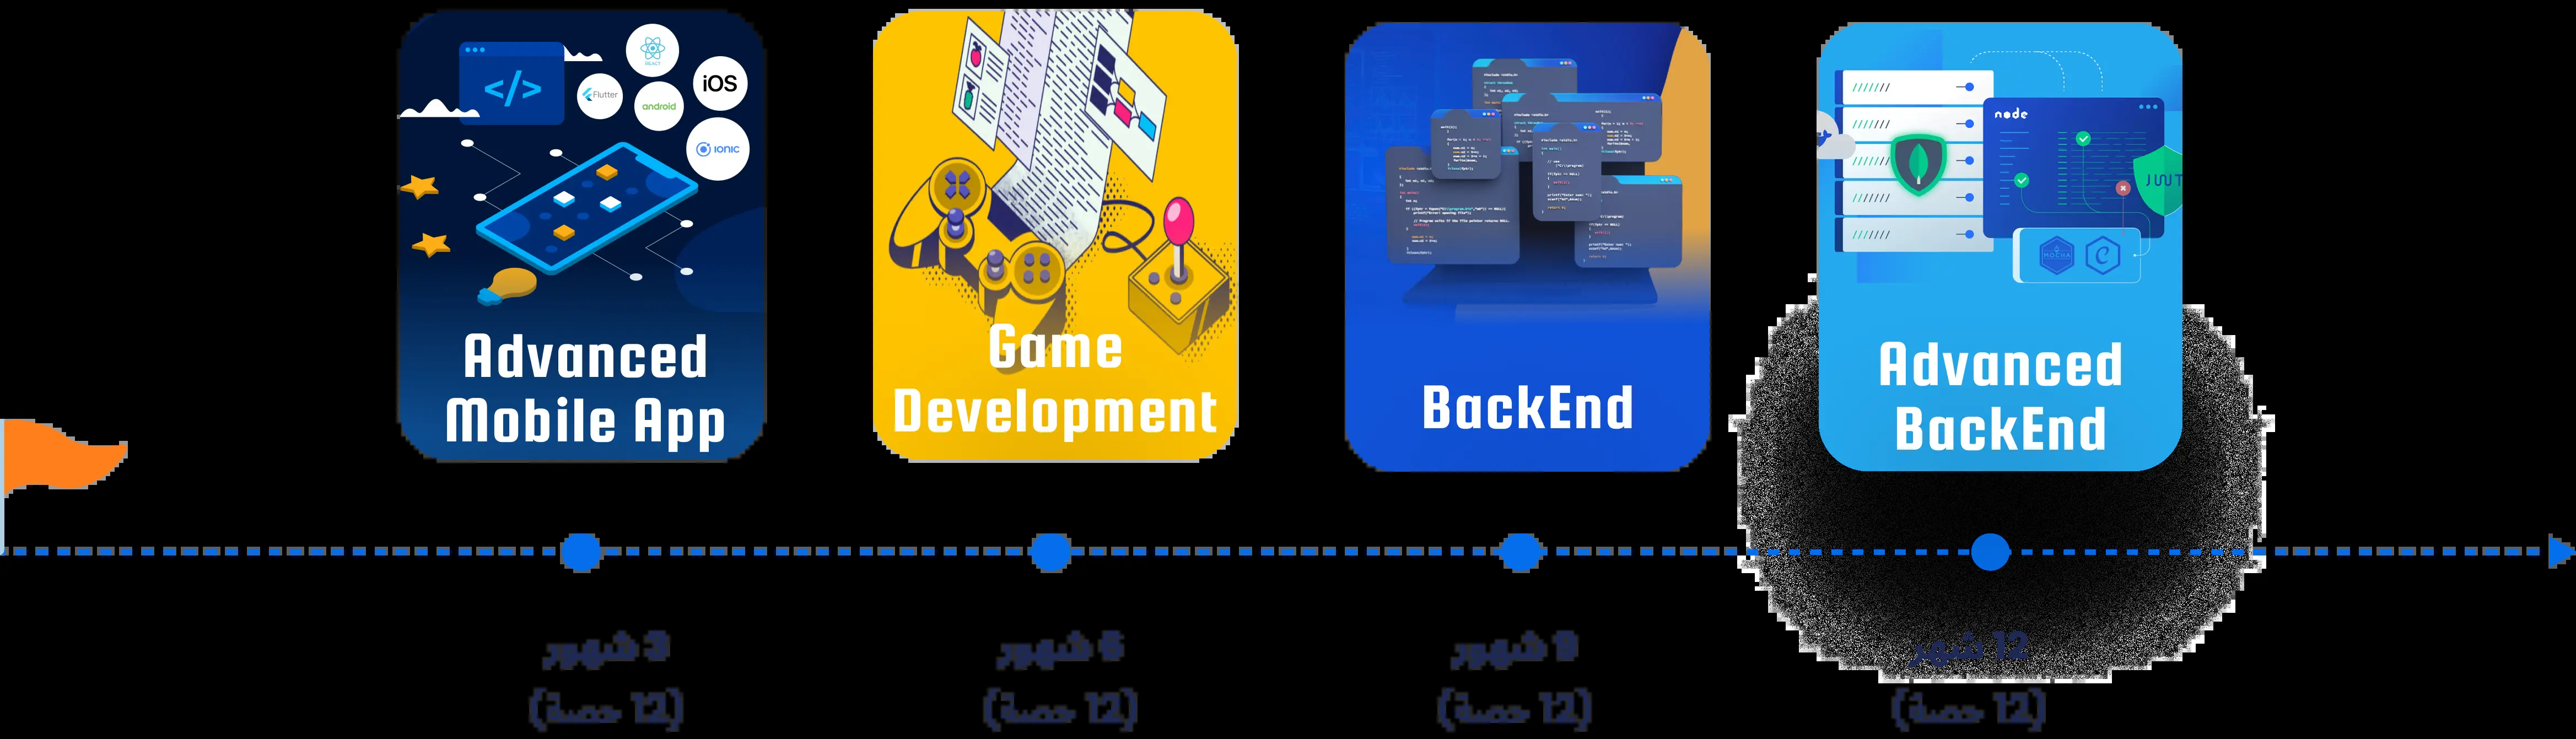 </>
REACT
Flutter
android
iOS
IONIC
Advanced
Mobile App
3 شهور
(12 حصة)
Game
Development
6 شهور
(12 حصة)
BackEnd
9 شهور
(12 حصة)
node
JWT
MOCHA
Advanced
BackEnd
12 شهر
(12 حصة)